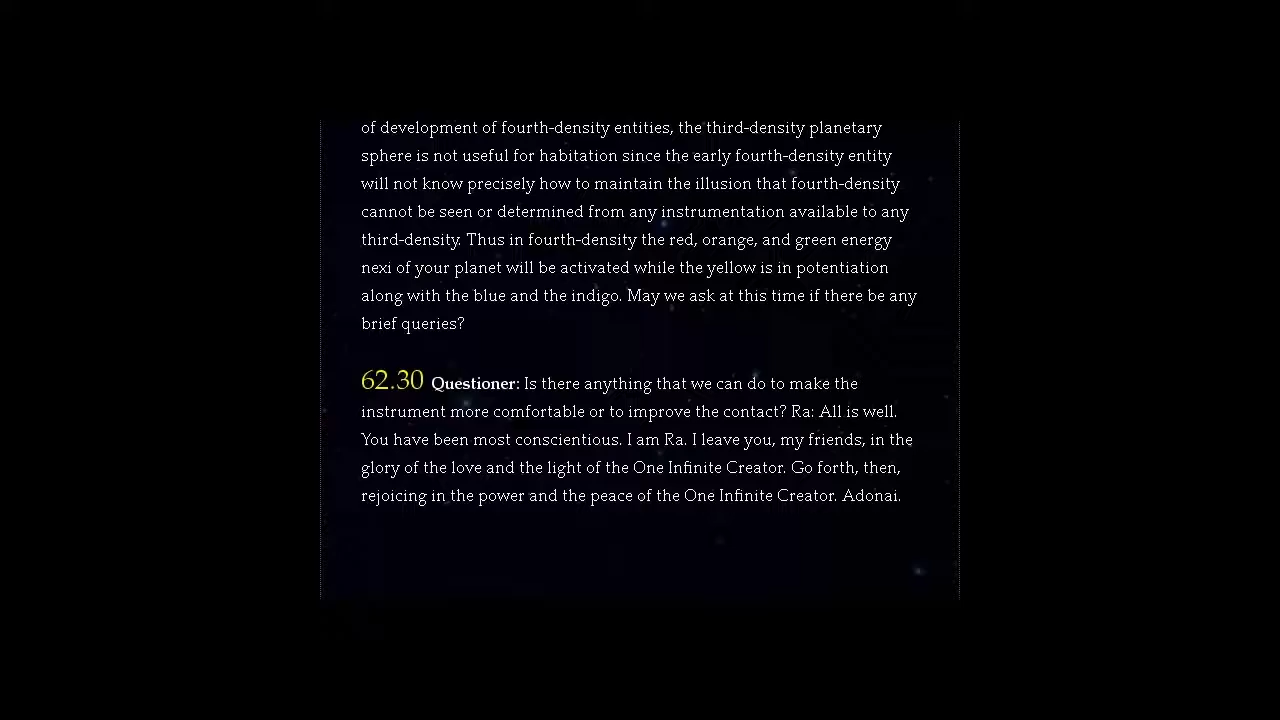 of development of fourth-density entities, the third-density planetary
sphere is not useful for habitation since the early fourth-density entity
will not know precisely how to maintain the illusion that fourth-density
cannot be seen or determined from any instrumentation available to any
third-density. Thus in fourth-density the red, orange, and green energy
nexi of your planet will be activated while the yellow is in potentiation
along with the blue and the indigo. May we ask at this time if there be any
brief queries?
62.30 Questioner: Is there anything that we can do to make the
instrument more comfortable or to improve the contact? Ra: All is well.
You have been most conscientious. I am Ra. I leave you, my friends, in the
glory of the love and the light of the One Infinite Creator. Go forth, then,
rejoicing in the power and the peace of the One Infinite Creator. Adonai.